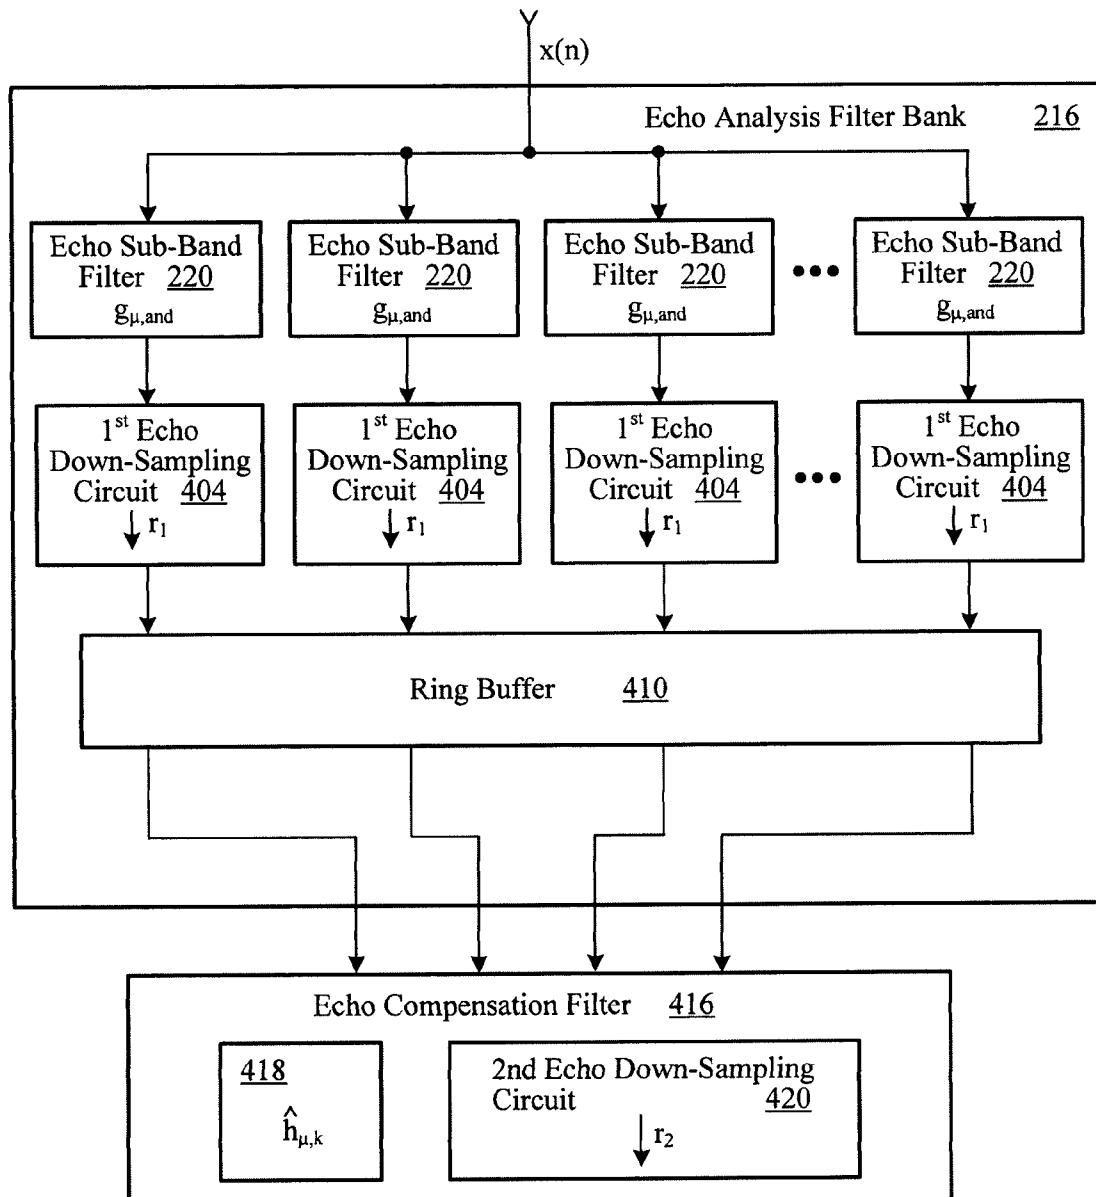 x(n)
Echo Analysis Filter Bank 216
Echo Sub-Band
Filter 220
gμ,and
Echo Sub-Band
Filter 220
gμ,and
Echo Sub-Band
Filter 220
gμ,and
•••
Echo Sub-Band
Filter 220
gμ,and
1st Echo
Down-Sampling
Circuit 404
r1
1st Echo
Down-Sampling
Circuit 404
r1
1st Echo
Down-Sampling
Circuit 404
r1
•••
1st Echo
Down-Sampling
Circuit 404
r1
Ring Buffer 410
Echo Compensation Filter 416
418
ĥμ,k
2nd Echo Down-Sampling
Circuit 420
r2